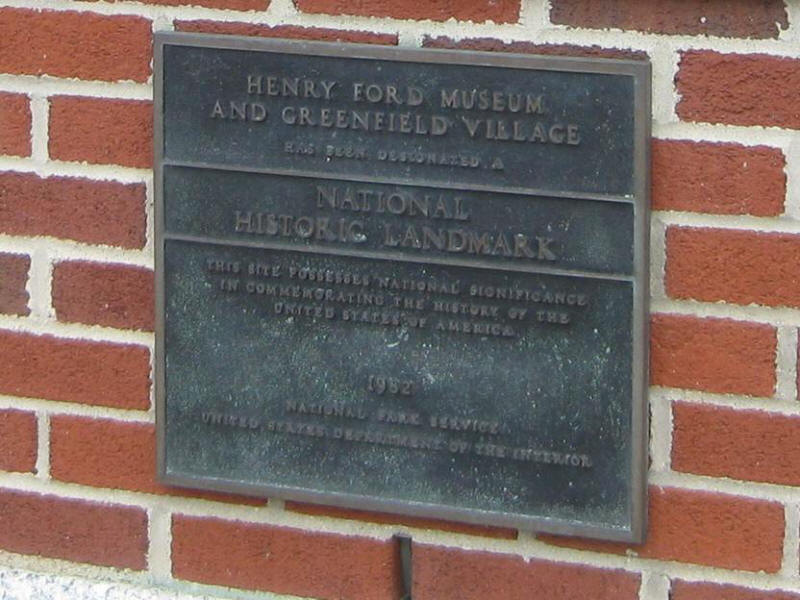 HENRY FORD MUSEUM
AND GREENFIELD VILLAGE
HAS BEEN DESIGNATED A
NATIONAL
HISTORIC LANDMARK
THIS SITE POSSESSES NATIONAL SIGNIFICANCE
IN COMMEMORATING THE HISTORY OF THE
UNITED STATES OF AMERICA
1982
NATIONAL PARK SERVICE
UNITED STATES DEPARTMENT OF THE INTERIOR